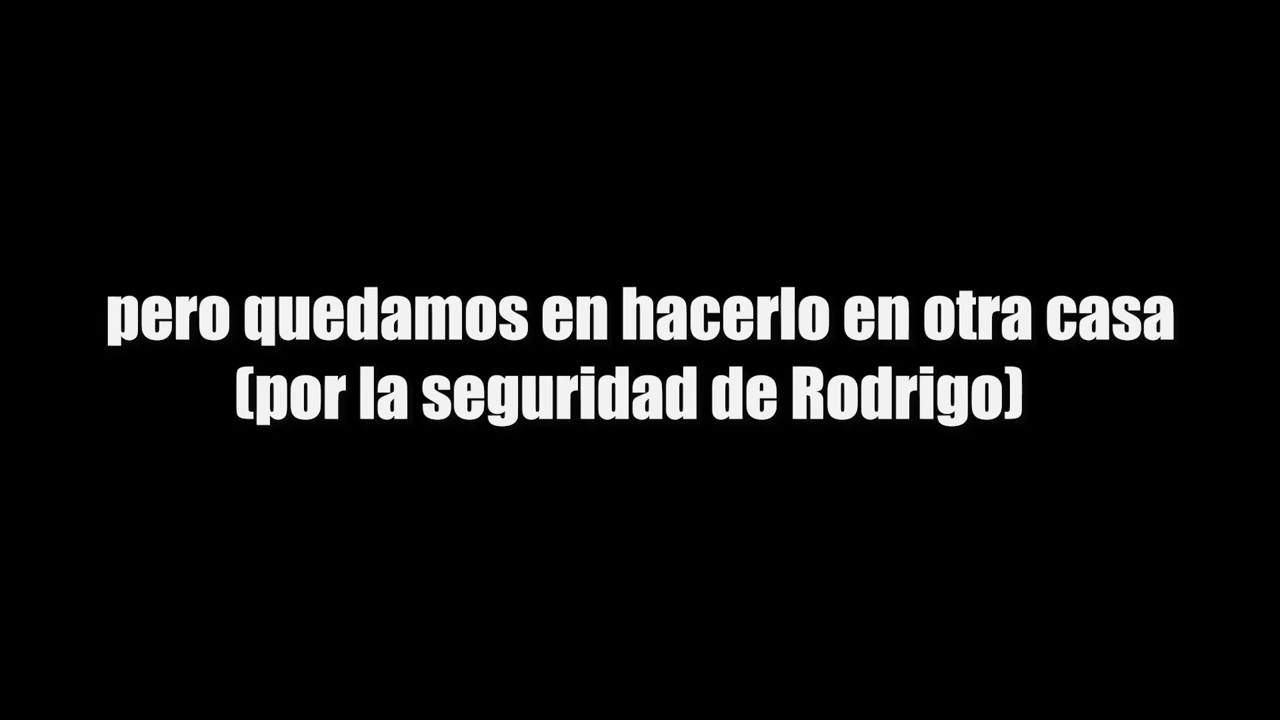 pero quedamos en hacerlo en otra casa
(por la seguridad de Rodrigo)